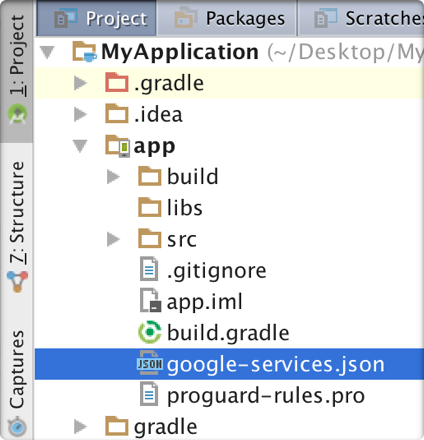 Project
Packages
Scratches
1: Project
7: Structure
Captures
MyApplication (~/Desktop/My
.gradle
.idea
app
build
libs
src
.gitignore
app.iml
build.gradle
JSON google-services.json
proguard-rules.pro
gradle